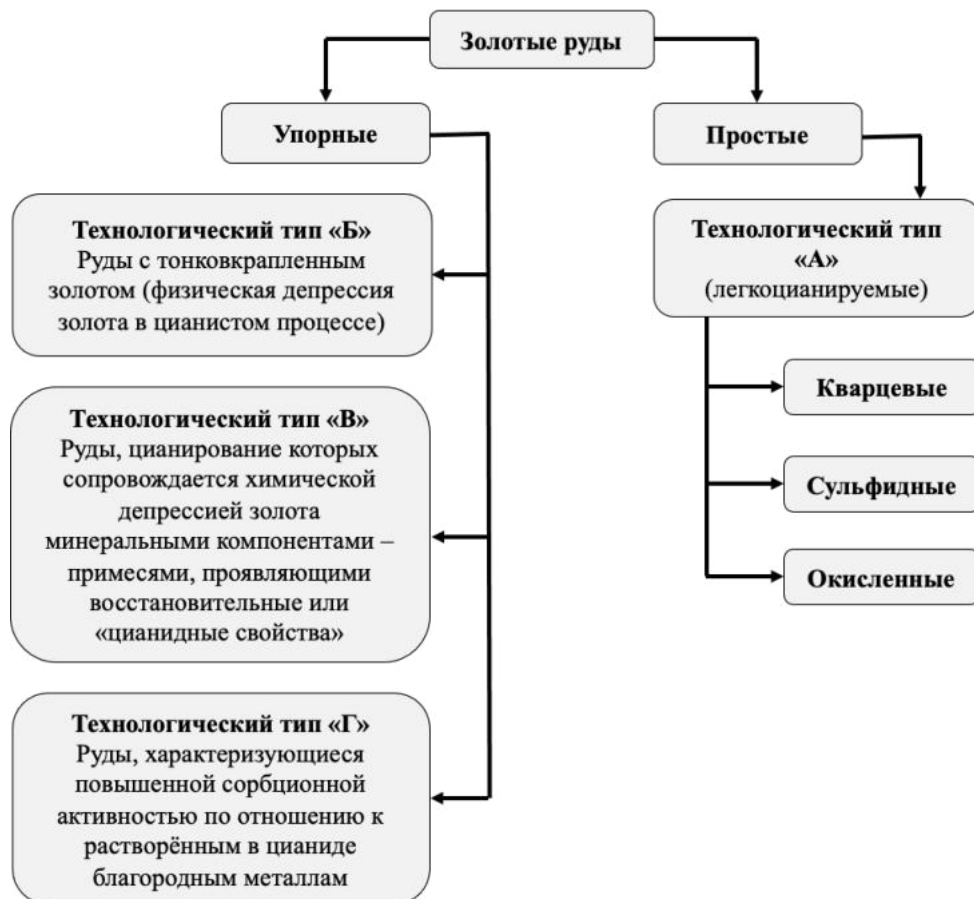 Золотые руды
Упорные
Простые
Технологический тип «Б»
Руды с тонковкрапленным
золотом (физическая депрессия
золота в цианистом процессе)
Технологический тип
«А»
(легкоцианируемые)
Технологический тип «В»
Руды, цианирование которых
сопровождается химической
депрессией золота
минеральными компонентами –
примесями, проявляющими
восстановительные или
«цианидные свойства»
Кварцевые
Сульфидные
Окисленные
Технологический тип «Г»
Руды, характеризующиеся
повышенной сорбционной
активностью по отношению к
растворённым в цианиде
благородным металлам